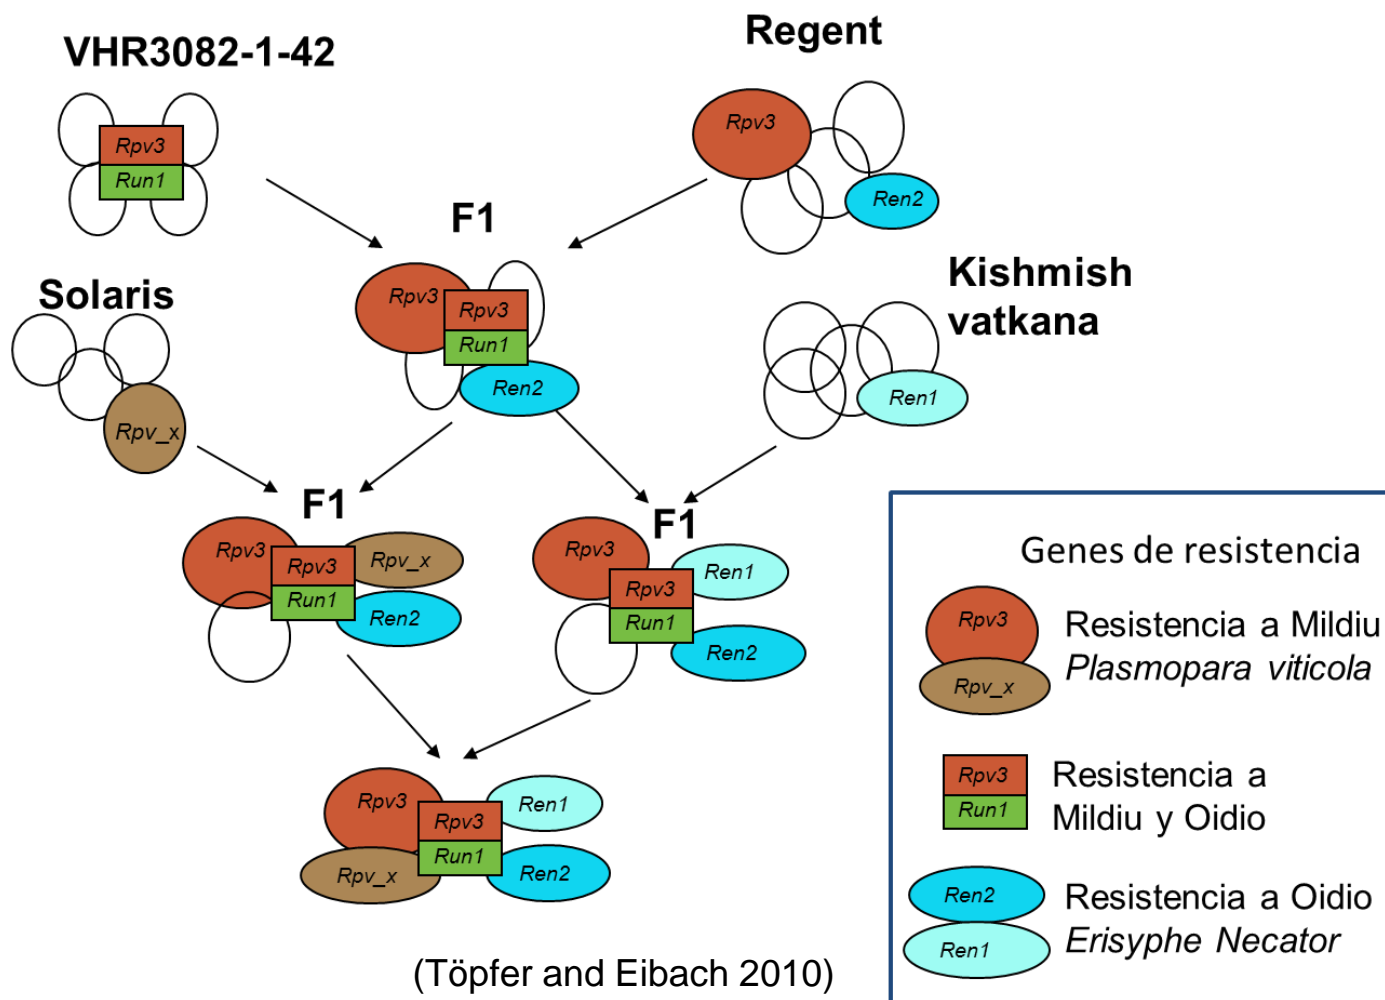 VHR3082-1-42
Rpv3
Run1
Regent
Rpv3
Ren2
F1
Rpv3
Rpv3
Run1
Ren2
Solaris
Rpv_x
Kishmish
vatkana
Ren1
F1
Rpv3
Rpv3
Run1
Rpv_x
Ren2
F1
Rpv3
Rpv3
Run1
Ren1
Ren2
Rpv3
Rpv3
Run1
Ren1
Rpv_x
Ren2
(Töpfer and Eibach 2010)
Genes de resistencia
Rpv3
Rpv_x
Resistencia a Mildiu
Plasmopara viticola
Rpv3
Run1
Resistencia a
Mildiu y Oidio
Ren2
Ren1
Resistencia a Oidio
Erisyphe Necator